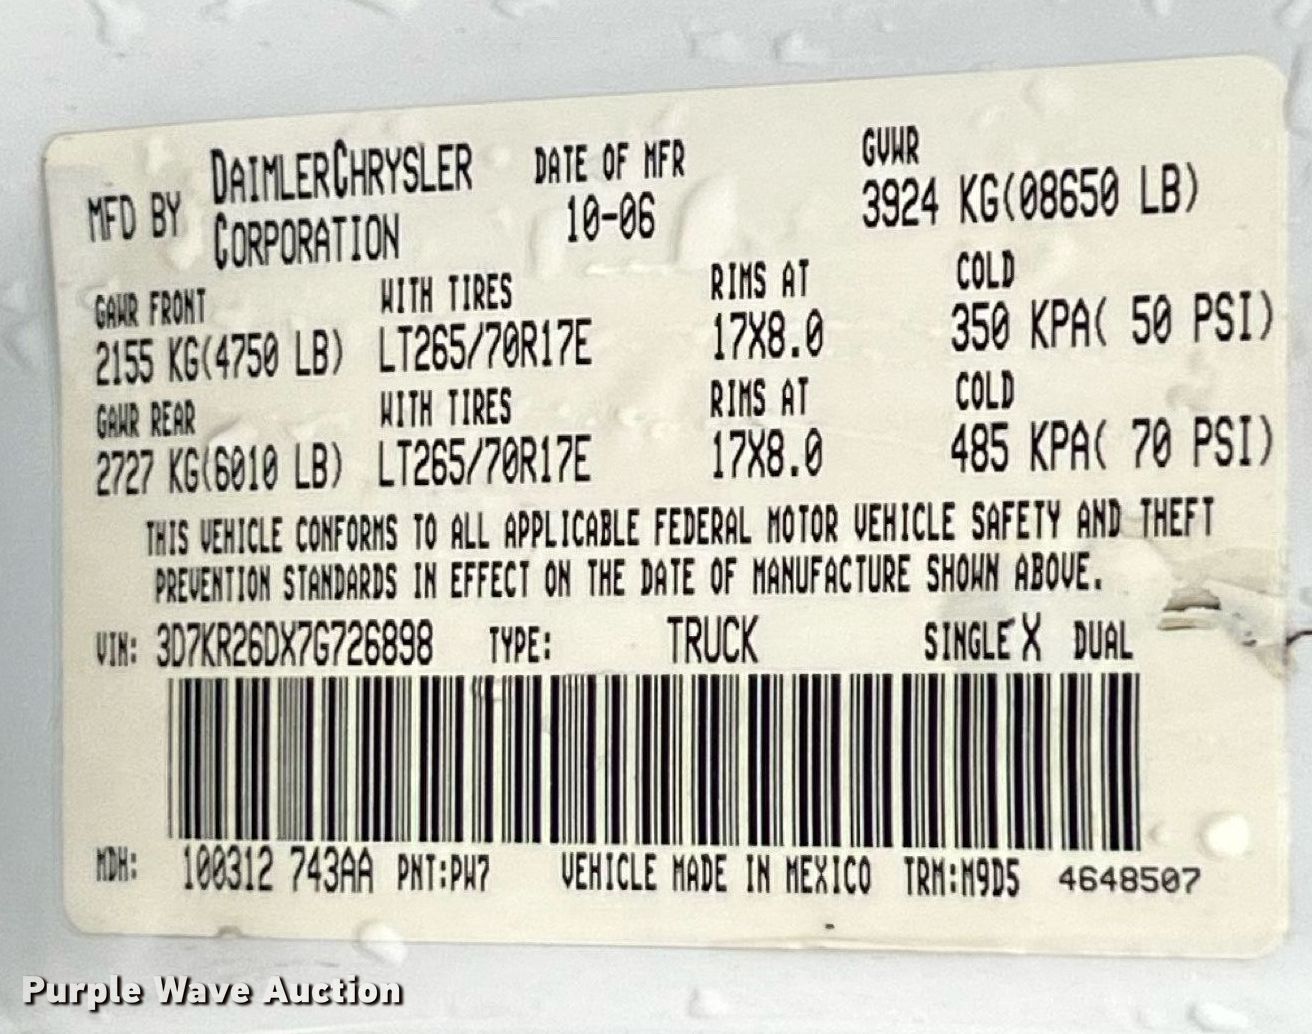 MFD BY DAIMLERCHRYSLER CORPORATION DATE OF MFR 10-06 GVWR 3924 KG(08650 LB)
GAWR FRONT WITH TIRES RIMS AT COLD
2155 KG(4750 LB) LT265/70R17E 17X8.0 350 KPA( 50 PSI)
GAWR REAR WITH TIRES RIMS AT COLD
2727 KG(6010 LB) LT265/70R17E 17X8.0 485 KPA( 70 PSI)
THIS VEHICLE CONFORMS TO ALL APPLICABLE FEDERAL MOTOR VEHICLE SAFETY AND THEFT
PREVENTION STANDARDS IN EFFECT ON THE DATE OF MANUFACTURE SHOWN ABOVE.
VIN: 3D7KR26DX7G726898 TYPE: TRUCK SINGLE X DUAL
MDH: 100312 743AA PNT:PW7 VEHICLE MADE IN MEXICO TRM:M9D5 4648507
Purple Wave Auction